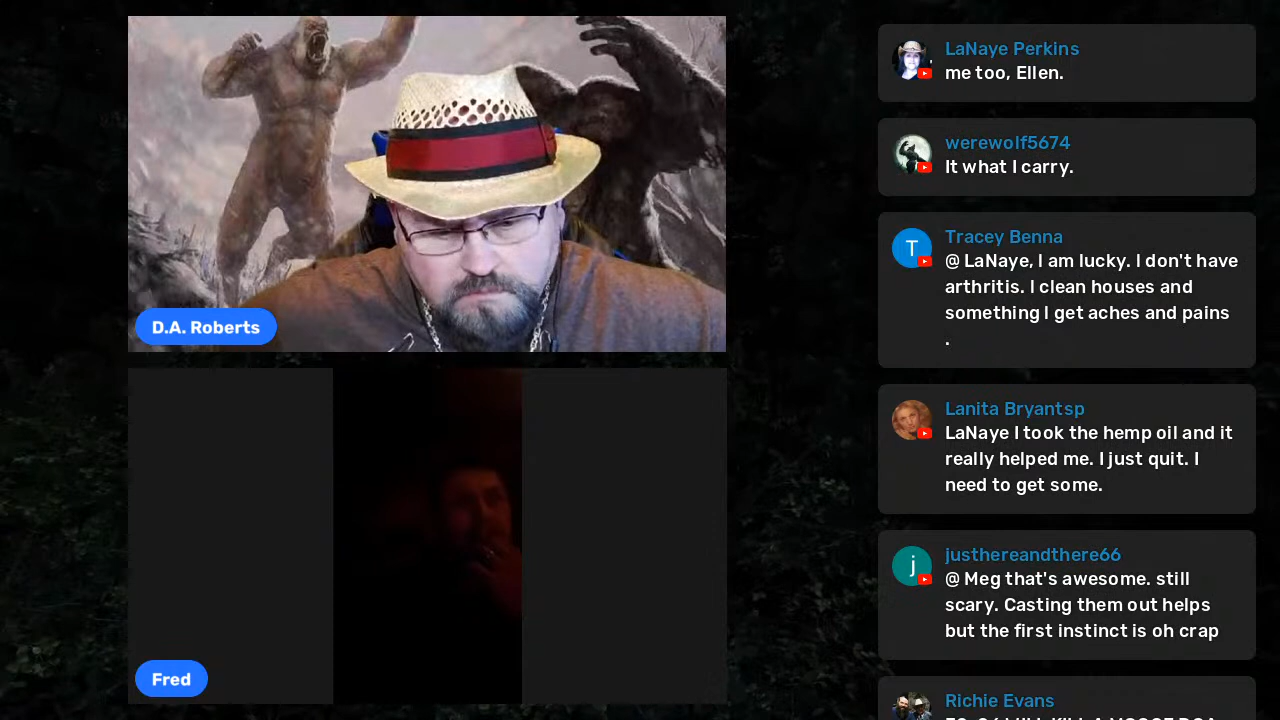 LaNaye Perkins
me too, Ellen.
werewolf5674
It what I carry.
T
Tracey Benna
@ LaNaye, I am lucky. I don't have
arthritis. I clean houses and
something I get aches and pains
.
Lanita Bryantsp
LaNaye I took the hemp oil and it
really helped me. I just quit. I
need to get some.
j
justhereandthere66
@ Meg that's awesome. still
scary. Casting them out helps
but the first instinct is oh crap
Richie Evans
D.A. Roberts
Fred